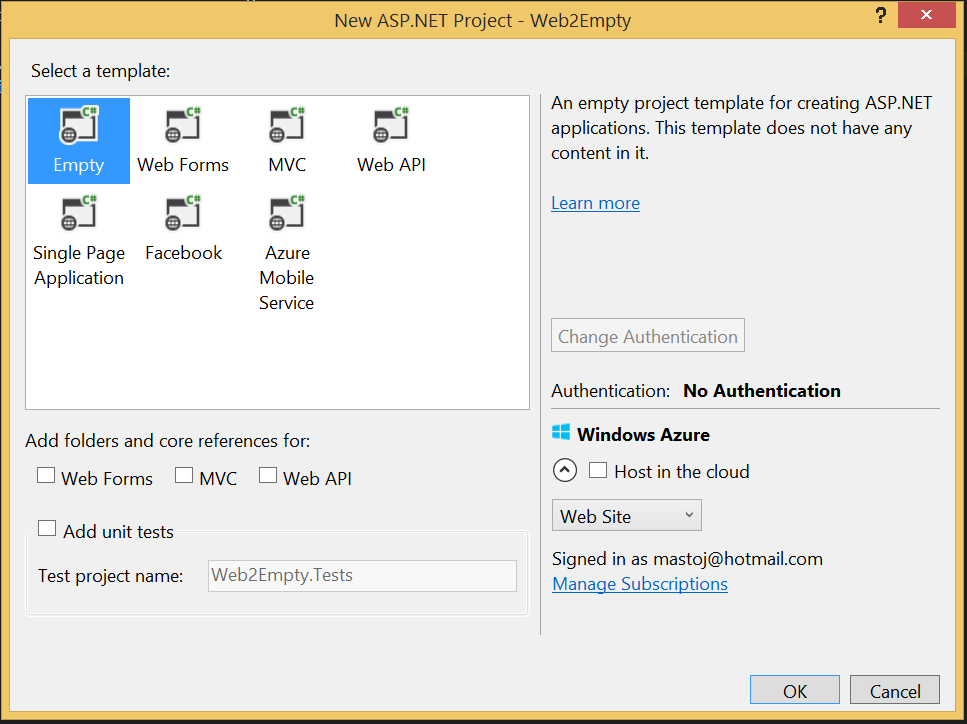 New ASP.NET Project - Web2Empty
?
Select a template:
C# C# C# C#
Empty Web Forms MVC Web API
C# C# C#
Single Page Facebook Azure
Application Mobile
Service
An empty project template for creating ASP.NET
applications. This template does not have any
content in it.
Learn more
Change Authentication
Authentication: No Authentication
Add folders and core references for:
Web Forms MVC Web API
Add unit tests
Test project name: Web2Empty.Tests
Windows Azure
Host in the cloud
Web Site
Signed in as mastoj@hotmail.com
Manage Subscriptions
OK Cancel